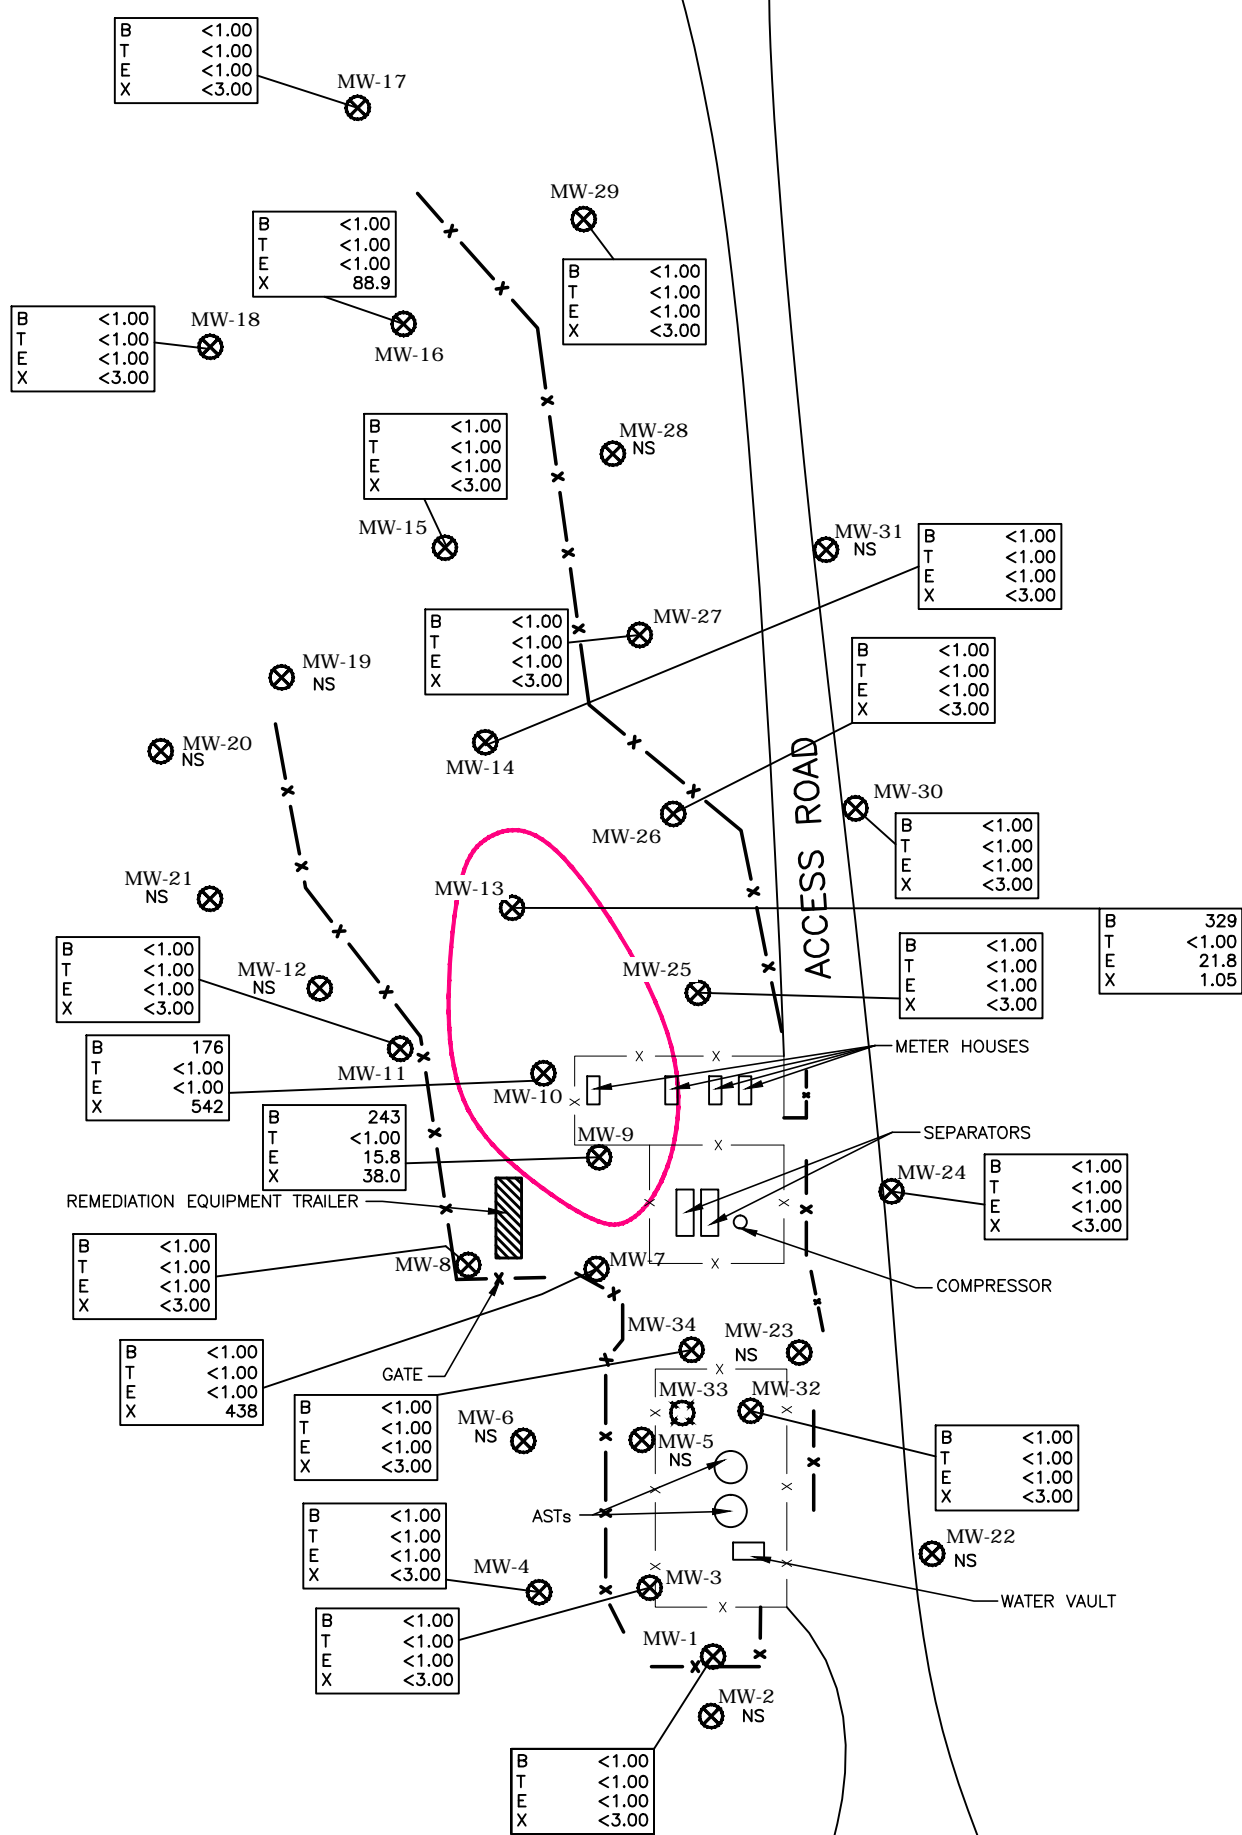 B <1.00
T <1.00
E <1.00
X <3.00
MW-17
MW-29
B <1.00
T <1.00
E <1.00
X 88.9
B <1.00
T <1.00
E <1.00
X <3.00
MW-18
B <1.00
T <1.00
E <1.00
X <3.00
MW-16
B <1.00
T <1.00
E <1.00
X <3.00
MW-28
NS
MW-15
MW-31
NS
B <1.00
T <1.00
E <1.00
X <3.00
B <1.00
T <1.00
E <1.00
X <3.00
MW-27
B <1.00
T <1.00
E <1.00
X <3.00
MW-19
NS
MW-20
NS
MW-14
ACCESS ROAD
MW-30
MW-26
B <1.00
T <1.00
E <1.00
X <3.00
MW-21
NS
MW-13
B 329
T <1.00
E 21.8
X 1.05
B <1.00
T <1.00
E <1.00
X <3.00
MW-12
NS
MW-25
B <1.00
T <1.00
E <1.00
X <3.00
B 176
T <1.00
E <1.00
X 542
MW-11
MW-10
METER HOUSES
B 243
T <1.00
E 15.8
X 38.0
MW-9
SEPARATORS
MW-24
B <1.00
T <1.00
E <1.00
X <3.00
REMEDIATION EQUIPMENT TRAILER
B <1.00
T <1.00
E <1.00
X <3.00
MW-8
MW-7
COMPRESSOR
B <1.00
T <1.00
E <1.00
X 438
MW-34
MW-23
NS
GATE
B <1.00
T <1.00
E <1.00
X <3.00
MW-33
MW-32
MW-6
NS
MW-5
NS
B <1.00
T <1.00
E <1.00
X <3.00
ASTs
B <1.00
T <1.00
E <1.00
X <3.00
MW-4
MW-3
MW-22
NS
WATER VAULT
B <1.00
T <1.00
E <1.00
X <3.00
MW-1
MW-2
NS
B <1.00
T <1.00
E <1.00
X <3.00